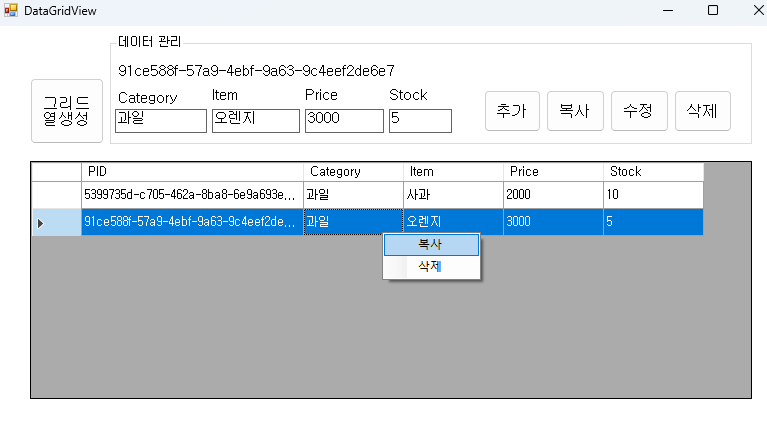 DataGridView
데이터 관리
91ce588f-57a9-4ebf-9a63-9c4eef2de6e7
그리드
열생성
Category Item Price Stock
과일 오렌지 3000 5
추가 복사 수정 삭제
PID Category Item Price Stock
5399735d-c705-462a-8ba8-6e9a693e... 과일 사과 2000 10
91ce588f-57a9-4ebf-9a63-9c4eef2de... 과일 오렌지 3000 5
복사
삭제